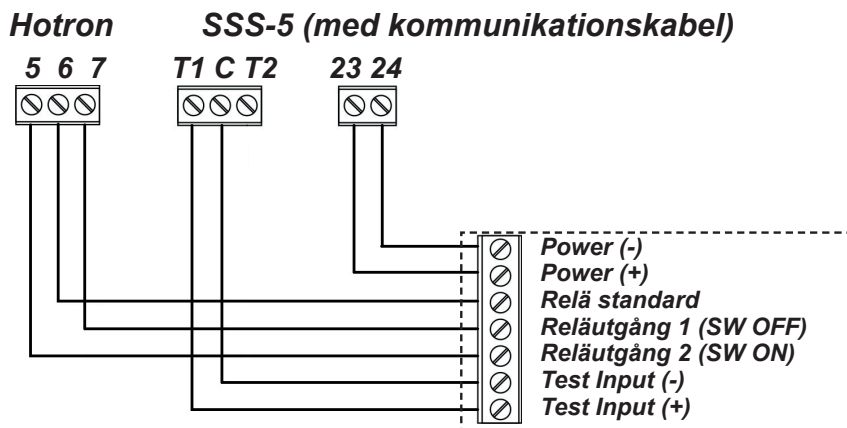 Hotron SSS-5 (med kommunikationskabel)
5 6 7 T1 C T2 23 24
Power (-)
Power (+)
Relä standard
Reläutgång 1 (SW OFF)
Reläutgång 2 (SW ON)
Test Input (-)
Test Input (+)